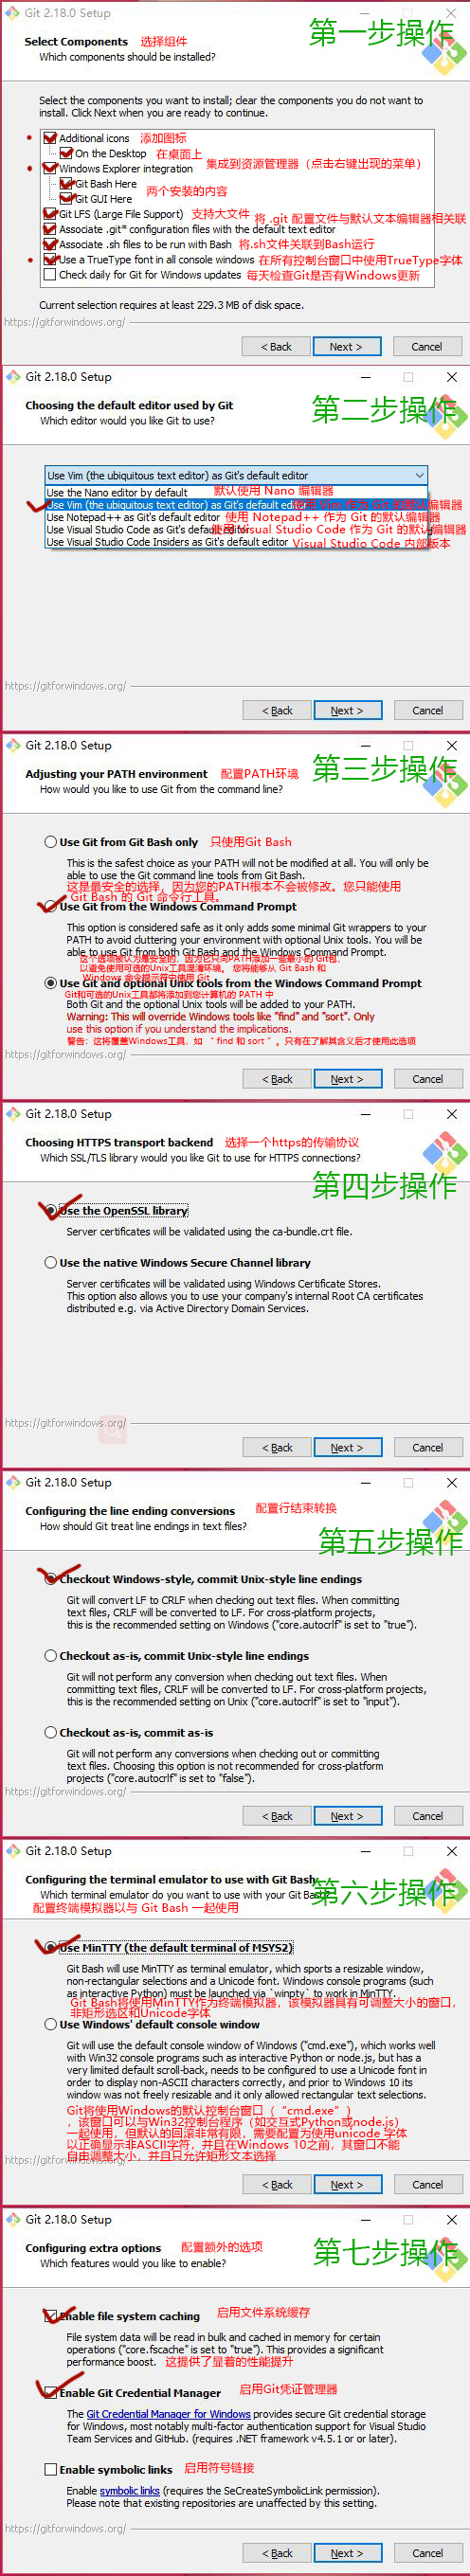 Git 2.18.0 Setup
第一步操作
Select Components 选择组件
Which components should be installed?
Select the components you want to install; clear the components you do not want to
install. Click Next when you are ready to continue.
Additional icons 添加图标
On the Desktop 在桌面上
Windows Explorer integration 集成到资源管理器（点击右键出现的菜单）
Git Bash Here
两个安装的内容
Git GUI Here
Git LFS (Large File Support) 支持大文件
将 .git 配置文件与默认文本编辑器相关联
Associate .git* configuration files with the default text editor
Associate .sh files to be run with Bash 将.sh文件关联到Bash运行
Use a TrueType font in all console windows 在所有控制台窗口中使用TrueType字体
Check daily for Git for Windows updates 每天检查Git是否有Windows更新
Current selection requires at least 229.3 MB of disk space.
https://gitforwindows.org/
< Back Next > Cancel
Git 2.18.0 Setup
第二步操作
Choosing the default editor used by Git
Which editor would you like Git to use?
Use Vim (the ubiquitous text editor) as Git's default editor
Use the Nano editor by default 默认使用 Nano 编辑器
Use Vim (the ubiquitous text editor) as Git's default editor 使用 Vim 作为 Git 的默认编辑器
Use Notepad++ as Git's default editor 使用 Notepad++ 作为 Git 的默认编辑器
Use Visual Studio Code as Git's default editor 使用 Visual Studio Code 作为 Git 的默认编辑器
Use Visual Studio Code Insiders as Git's default editor Visual Studio Code 内部版本
https://gitforwindows.org/
< Back Next > Cancel
Git 2.18.0 Setup
第三步操作
Adjusting your PATH environment 配置PATH环境
How would you like to use Git from the command line?
Use Git from Git Bash only 只使用Git Bash
This is the safest choice as your PATH will not be modified at all. You will only be
able to use the Git command line tools from Git Bash.
这是最安全的选择，因为您的PATH根本不会被修改。您只能使用
Git Bash 的 Git 命令行工具。
Use Git from the Windows Command Prompt
This option is considered safe as it only adds some minimal Git wrappers to your
PATH to avoid cluttering your environment with optional Unix tools. You will be
able to use Git from both Git Bash and the Windows Command Prompt.
这个选项被认为是安全的，因为它只向PATH添加一些最小的 Git包，
以避免使用可选的Unix工具混淆环境。 您将能够从 Git Bash 和
Windows 命令提示符中使用 Git
Use Git and optional Unix tools from the Windows Command Prompt
Git和可选的Unix工具都将添加到您计算机的 PATH 中
Both Git and the optional Unix tools will be added to your PATH.
Warning: This will override Windows tools like "find" and "sort". Only
use this option if you understand the implications.
警告：这将覆盖Windows工具，如 “ find 和 sort ”。只有在了解其含义后才使用此选项
https://gitforwindows.org/
< Back Next > Cancel
Git 2.18.0 Setup
Choosing HTTPS transport backend 选择一个https的传输协议
Which SSL/TLS library would you like Git to use for HTTPS connections?
第四步操作
Use the OpenSSL library
Server certificates will be validated using the ca-bundle.crt file.
Use the native Windows Secure Channel library
Server certificates will be validated using Windows Certificate Stores.
This option also allows you to use your company's internal Root CA certificates
distributed e.g. via Active Directory Domain Services.
https://gitforwindows.org/
< Back Next > Cancel
Git 2.18.0 Setup
Configuring the line ending conversions 配置行结束转换
How should Git treat line endings in text files?
第五步操作
Checkout Windows-style, commit Unix-style line endings
Git will convert LF to CRLF when checking out text files. When committing
text files, CRLF will be converted to LF. For cross-platform projects,
this is the recommended setting on Windows ("core.autocrlf" is set to "true").
Checkout as-is, commit Unix-style line endings
Git will not perform any conversion when checking out text files. When
committing text files, CRLF will be converted to LF. For cross-platform projects,
this is the recommended setting on Unix ("core.autocrlf" is set to "input").
Checkout as-is, commit as-is
Git will not perform any conversions when checking out or committing
text files. Choosing this option is not recommended for cross-platform
projects ("core.autocrlf" is set to "false").
https://gitforwindows.org/
< Back Next > Cancel
Git 2.18.0 Setup
Configuring the terminal emulator to use with Git Bash
第六步操作
Which terminal emulator do you want to use with your Git Bash?
配置终端模拟器以与 Git Bash 一起使用
Use MinTTY (the default terminal of MSYS2)
Git Bash will use MinTTY as terminal emulator, which sports a resizable window,
non-rectangular selections and a Unicode font. Windows console programs (such
as interactive Python) must be launched via `winpty` to work in MinTTY.
Git Bash将使用MinTTY作为终端模拟器，该模拟器具有可调整大小的窗口，
非矩形选区和Unicode字体
Use Windows' default console window
Git will use the default console window of Windows ("cmd.exe"), which works well
with Win32 console programs such as interactive Python or node.js, but has a
very limited default scroll-back, needs to be configured to use a Unicode font in
order to display non-ASCII characters correctly, and prior to Windows 10 its
window was not freely resizable and it only allowed rectangular text selections.
Git将使用Windows的默认控制台窗口（“cmd.exe”）
，该窗口可以与Win32控制台程序（如交互式Python或node.js）
一起使用，但默认的回滚非常有限，需要配置为使用unicode 字体
以正确显示非ASCII字符，并且在Windows 10之前，其窗口不能
自由调整大小，并且只允许矩形文本选择
https://gitforwindows.org/
< Back Next > Cancel
Git 2.18.0 Setup
Configuring extra options 配置额外的选项
第七步操作
Which features would you like to enable?
Enable file system caching 启用文件系统缓存
File system data will be read in bulk and cached in memory for certain
operations ("core.fscache" is set to "true"). This provides a significant
performance boost. 这提供了显着的性能提升
Enable Git Credential Manager 启用Git凭证管理器
The Git Credential Manager for Windows provides secure Git credential storage
for Windows, most notably multi-factor authentication support for Visual Studio
Team Services and GitHub. (requires .NET framework v4.5.1 or or later).
Enable symbolic links 启用符号链接
Enable symbolic links (requires the SeCreateSymbolicLink permission).
Please note that existing repositories are unaffected by this setting.
https://gitforwindows.org/
< Back Next > Cancel